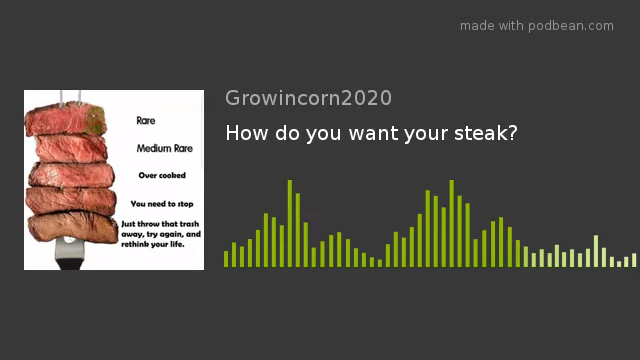 made with podbean.com
Growincorn2020
How do you want your steak?
Rare
Medium Rare
Over cooked
You need to stop
Just throw that trash
away, try again, and
rethink your life.